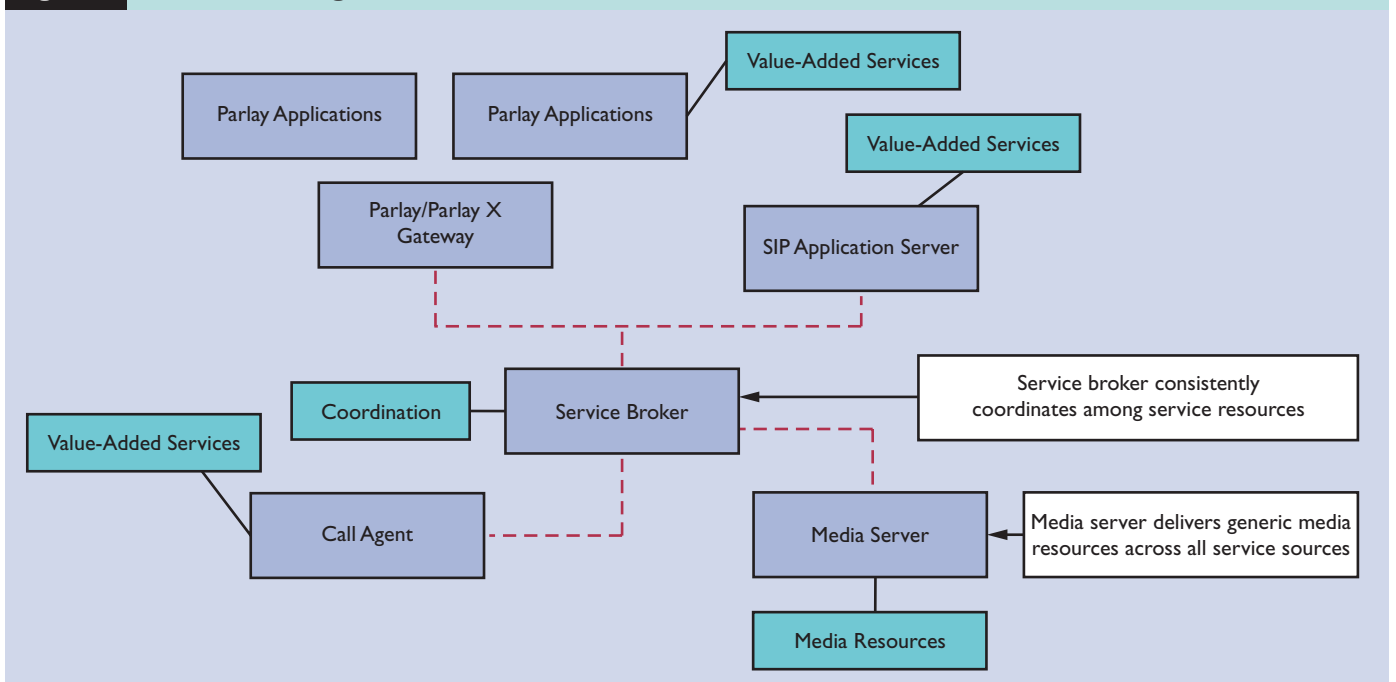 Value-Added Services
Parlay Applications
Parlay Applications
Value-Added Services
Parlay/Parlay X
Gateway
SIP Application Server
Coordination
Service Broker
Service broker consistently
coordinates among service resources
Value-Added Services
Call Agent
Media Server
Media server delivers generic media
resources across all service sources
Media Resources